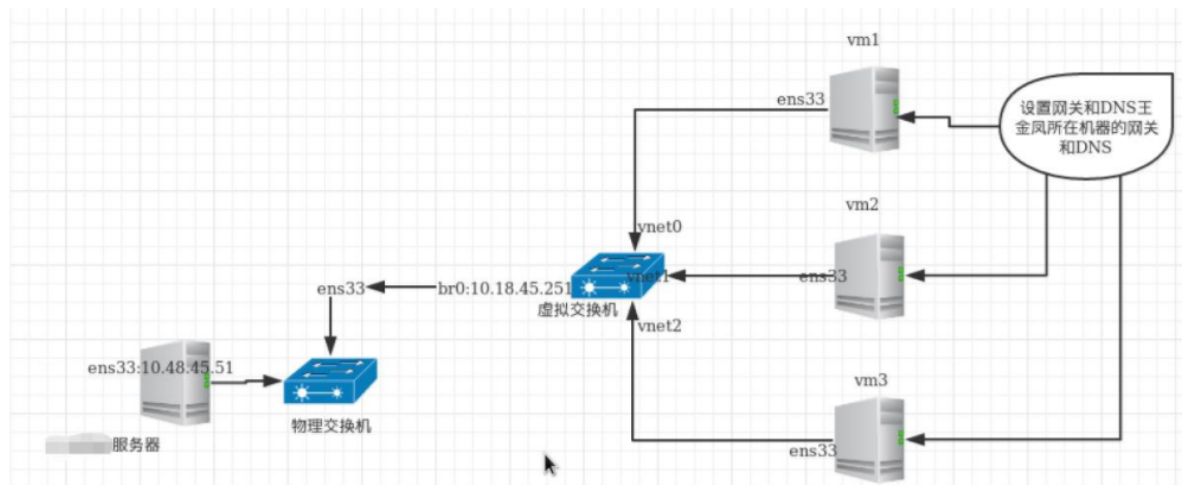 vm1
ens33
设置网关和DNS王
金凤所在机器的网关
和DNS
vm2
vnet0
ens33
vnet1
ens33
br0:10.18.45.251
虚拟交换机
vnet2
ens33:10.48.45.51
vm3
物理交换机
服务器
ens33